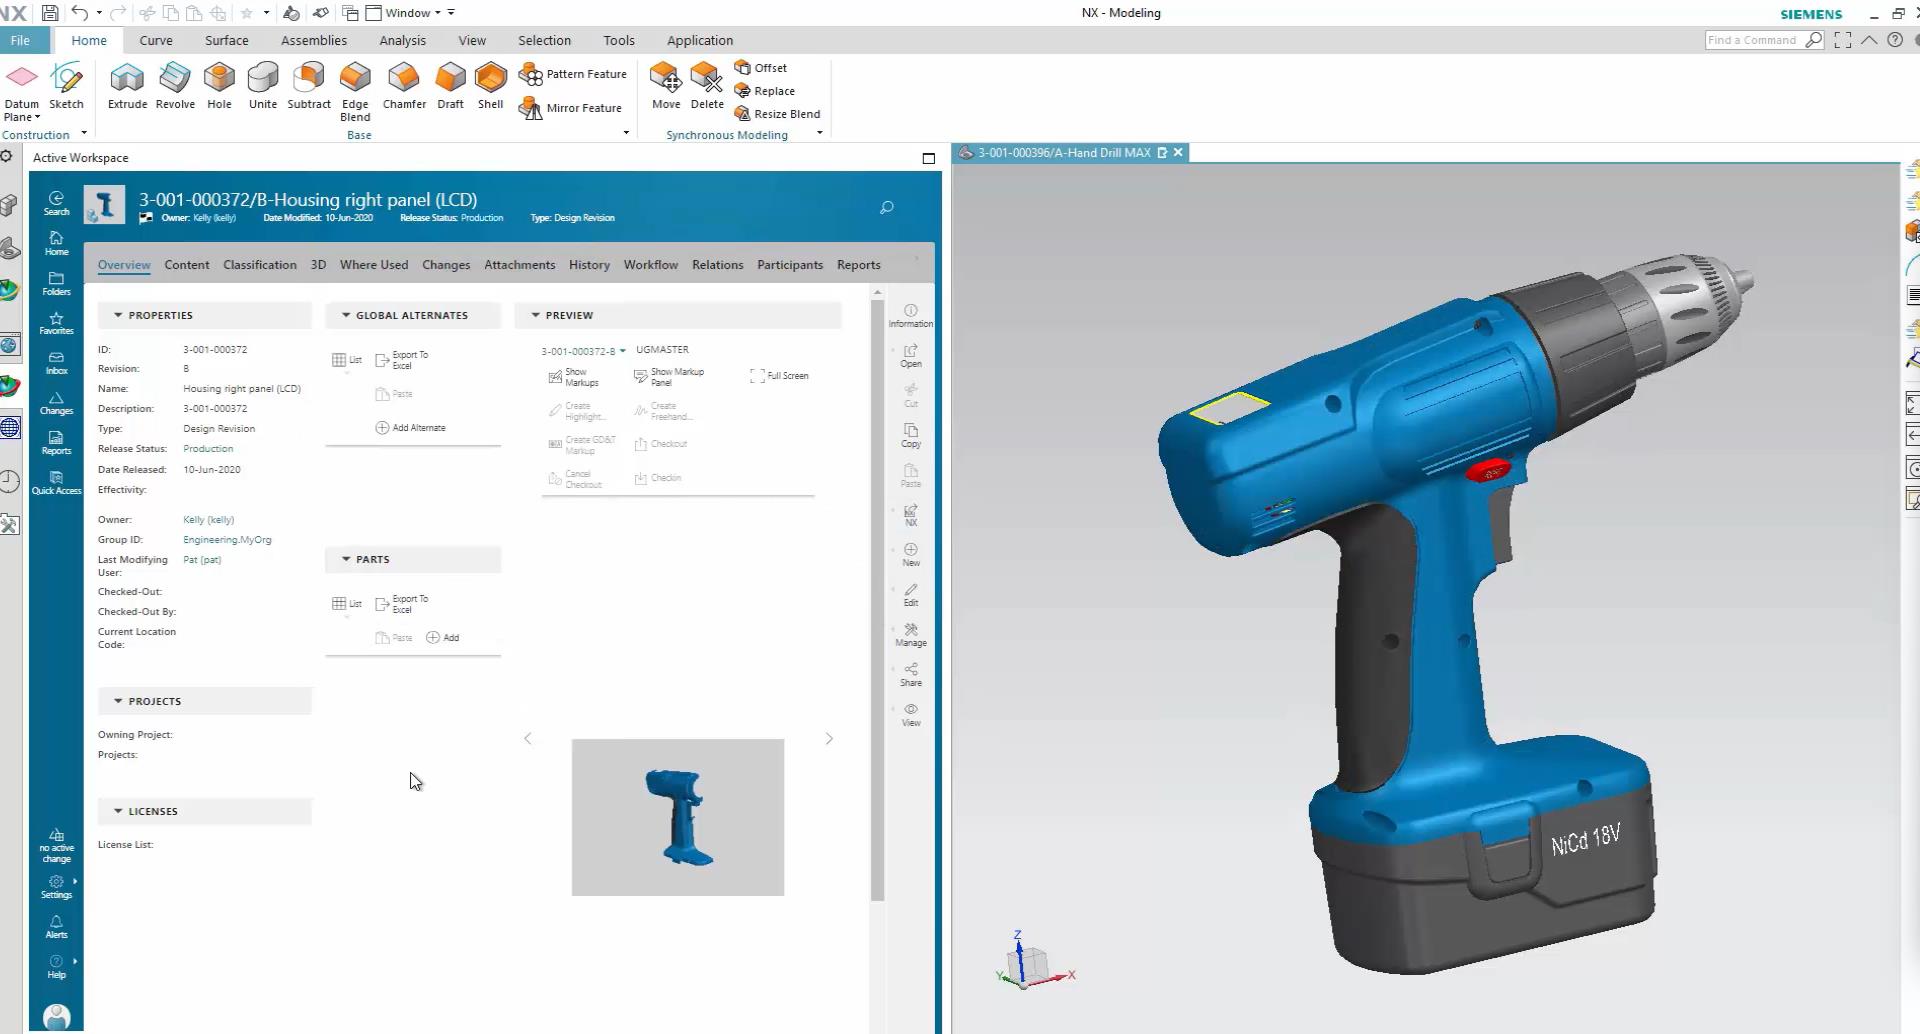 NX
Window
NX - Modeling
SIEMENS
File Home Curve Surface Assemblies Analysis View Selection Tools Application
Find a Command
Datum Plane
Sketch
Extrude
Revolve
Hole
Unite
Subtract
Edge Blend
Chamfer
Draft
Shell
Pattern Feature
Mirror Feature
Move
Delete
Offset
Replace
Resize Blend
Construction
Base
Synchronous Modeling
Active Workspace
3-001-000396/A-Hand Drill MAX
Search
Home
Folders
Favorites
Inbox
Changes
Reports
Quick Access
no active change
Settings
Alerts
Help
3-001-000372/B-Housing right panel (LCD)
Owner: Kelly (kelly) Date Modified: 10-Jun-2020 Release Status: Production Type: Design Revision
Overview Content Classification 3D Where Used Changes Attachments History Workflow Relations Participants Reports
PROPERTIES
ID: 3-001-000372
Revision: B
Name: Housing right panel (LCD)
Description: 3-001-000372
Type: Design Revision
Release Status: Production
Date Released: 10-Jun-2020
Effectivity:
Owner: Kelly (kelly)
Group ID: Engineering.MyOrg
Last Modifying User: Pat (pat)
Checked-Out:
Checked-Out By:
Current Location Code:
PROJECTS
Owning Project:
Projects:
LICENSES
License List:
GLOBAL ALTERNATES
List
Export To Excel
Paste
Add Alternate
PARTS
List
Export To Excel
Paste
Add
PREVIEW
3-001-000372-B UGMASTER
Show Markups
Show Markup Panel
Full Screen
Create Highlight...
Create Freehand...
Create GD&T Markup
Checkout
Cancel Checkout
Checkin
Information
Open
Cut
Copy
Paste
NX
New
Edit
Manage
Share
View
NiCd 18V
Z
Y
X